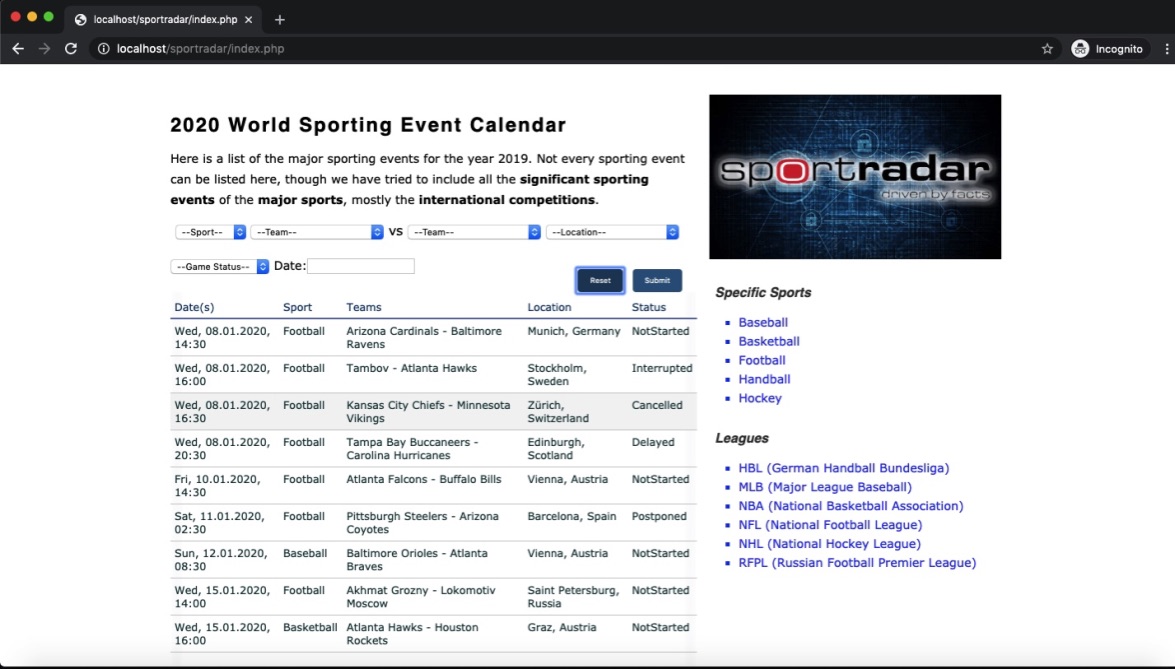 localhost/sportradar/index.php
localhost/sportradar/index.php
Incognito
2020 World Sporting Event Calendar
Here is a list of the major sporting events for the year 2019. Not every sporting event
can be listed here, though we have tried to include all the significant sporting
events of the major sports, mostly the international competitions.
--Sport-- --Team-- VS --Team-- --Location--
--Game Status-- Date:
Reset Submit
Date(s) Sport Teams Location Status
Wed, 08.01.2020, Football Arizona Cardinals - Baltimore Munich, Germany NotStarted
14:30 Ravens
Wed, 08.01.2020, Football Tambov - Atlanta Hawks Stockholm, Interrupted
16:00 Sweden
Wed, 08.01.2020, Football Kansas City Chiefs - Minnesota Zürich, Cancelled
16:30 Vikings Switzerland
Wed, 08.01.2020, Football Tampa Bay Buccaneers - Edinburgh, Delayed
20:30 Carolina Hurricanes Scotland
Fri, 10.01.2020, Football Atlanta Falcons - Buffalo Bills Vienna, Austria NotStarted
14:30
Sat, 11.01.2020, Football Pittsburgh Steelers - Arizona Barcelona, Spain Postponed
02:30 Coyotes
Sun, 12.01.2020, Baseball Baltimore Orioles - Atlanta Vienna, Austria NotStarted
08:30 Braves
Wed, 15.01.2020, Football Akhmat Grozny - Lokomotiv Saint Petersburg, NotStarted
14:00 Moscow Russia
Wed, 15.01.2020, Basketball Atlanta Hawks - Houston Graz, Austria NotStarted
16:00 Rockets
sportradar
driven by facts
Specific Sports
Baseball
Basketball
Football
Handball
Hockey
Leagues
HBL (German Handball Bundesliga)
MLB (Major League Baseball)
NBA (National Basketball Association)
NFL (National Football League)
NHL (National Hockey League)
RFPL (Russian Football Premier League)